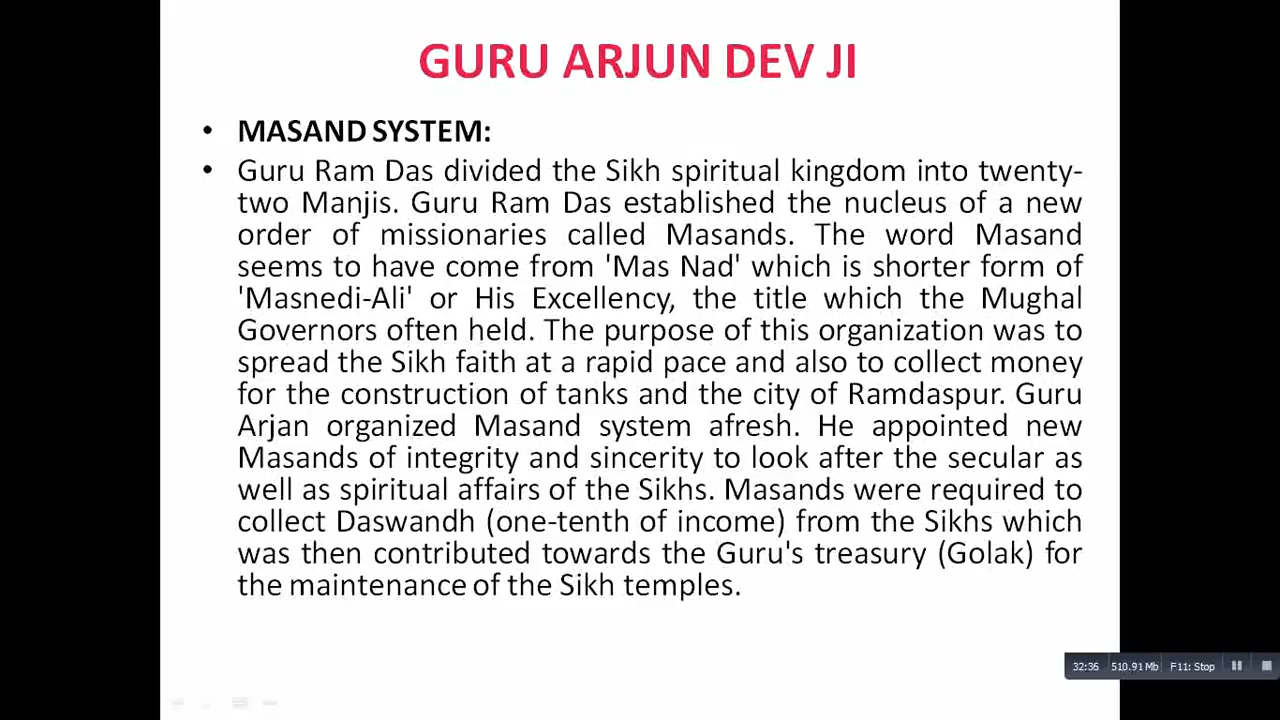 GURU ARJUN DEV JI
• MASAND SYSTEM:
• Guru Ram Das divided the Sikh spiritual kingdom into twenty-
two Manjis. Guru Ram Das established the nucleus of a new
order of missionaries called Masands. The word Masand
seems to have come from 'Mas Nad' which is shorter form of
'Masnedi-Ali' or His Excellency, the title which the Mughal
Governors often held. The purpose of this organization was to
spread the Sikh faith at a rapid pace and also to collect money
for the construction of tanks and the city of Ramdaspur. Guru
Arjan organized Masand system afresh. He appointed new
Masands of integrity and sincerity to look after the secular as
well as spiritual affairs of the Sikhs. Masands were required to
collect Daswandh (one-tenth of income) from the Sikhs which
was then contributed towards the Guru's treasury (Golak) for
the maintenance of the Sikh temples.
32:36 510.91 Mb F11: Stop